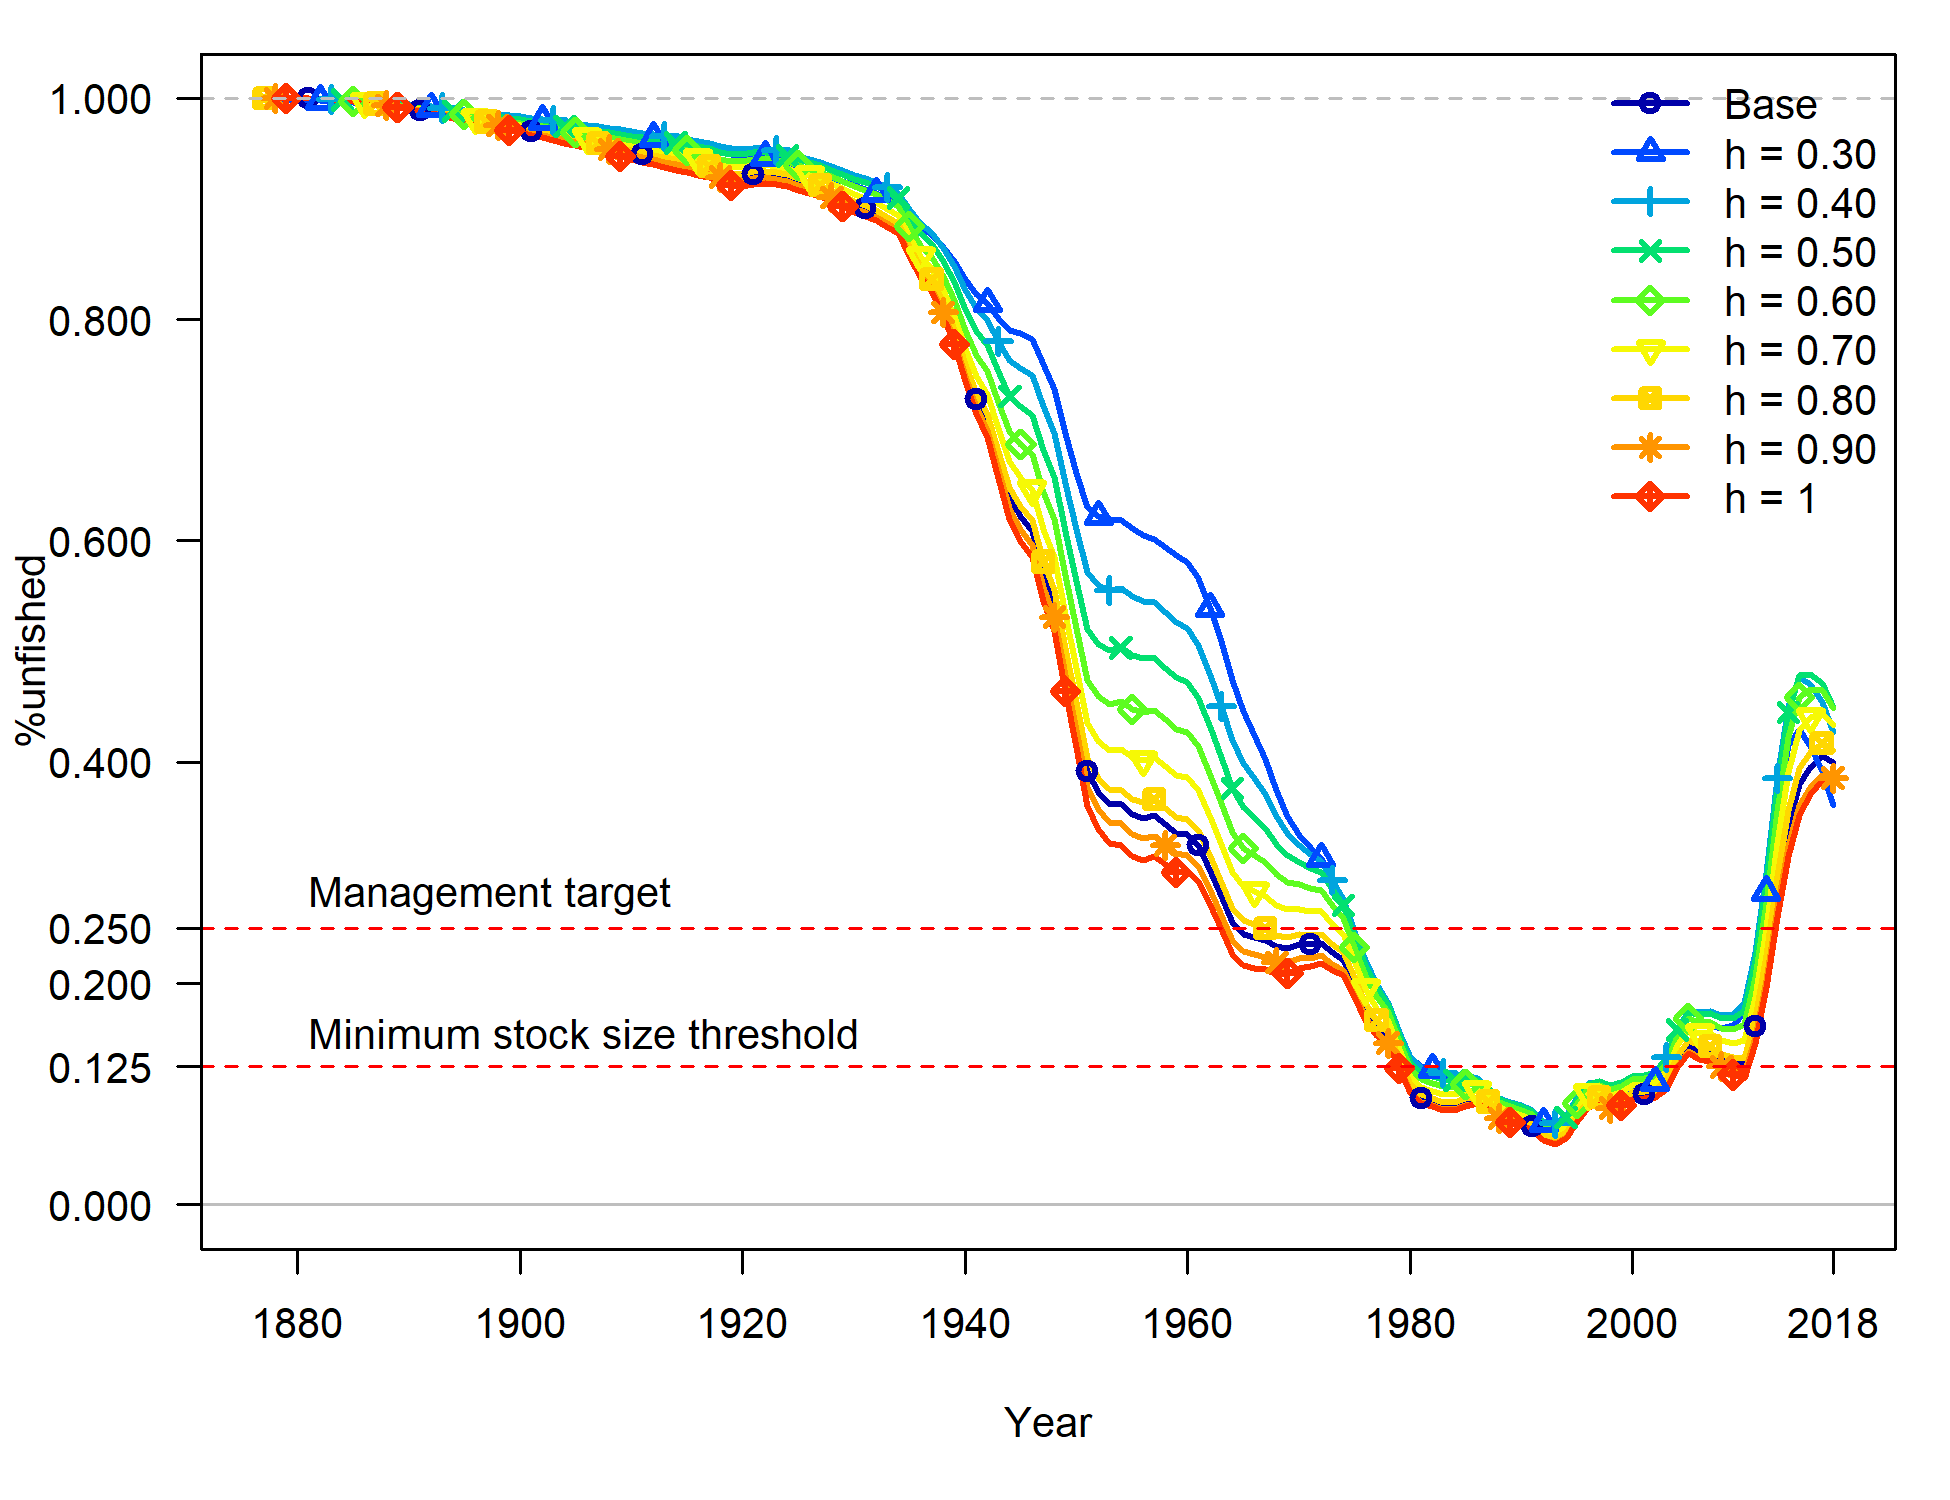 1.000
0.800
0.600
0.400
0.250
0.200
0.125
0.000
%unfished
Base
h = 0.30
h = 0.40
h = 0.50
h = 0.60
h = 0.70
h = 0.80
h = 0.90
h = 1
Management target
Minimum stock size threshold
1880 1900 1920 1940 1960 1980 2000 2018
Year